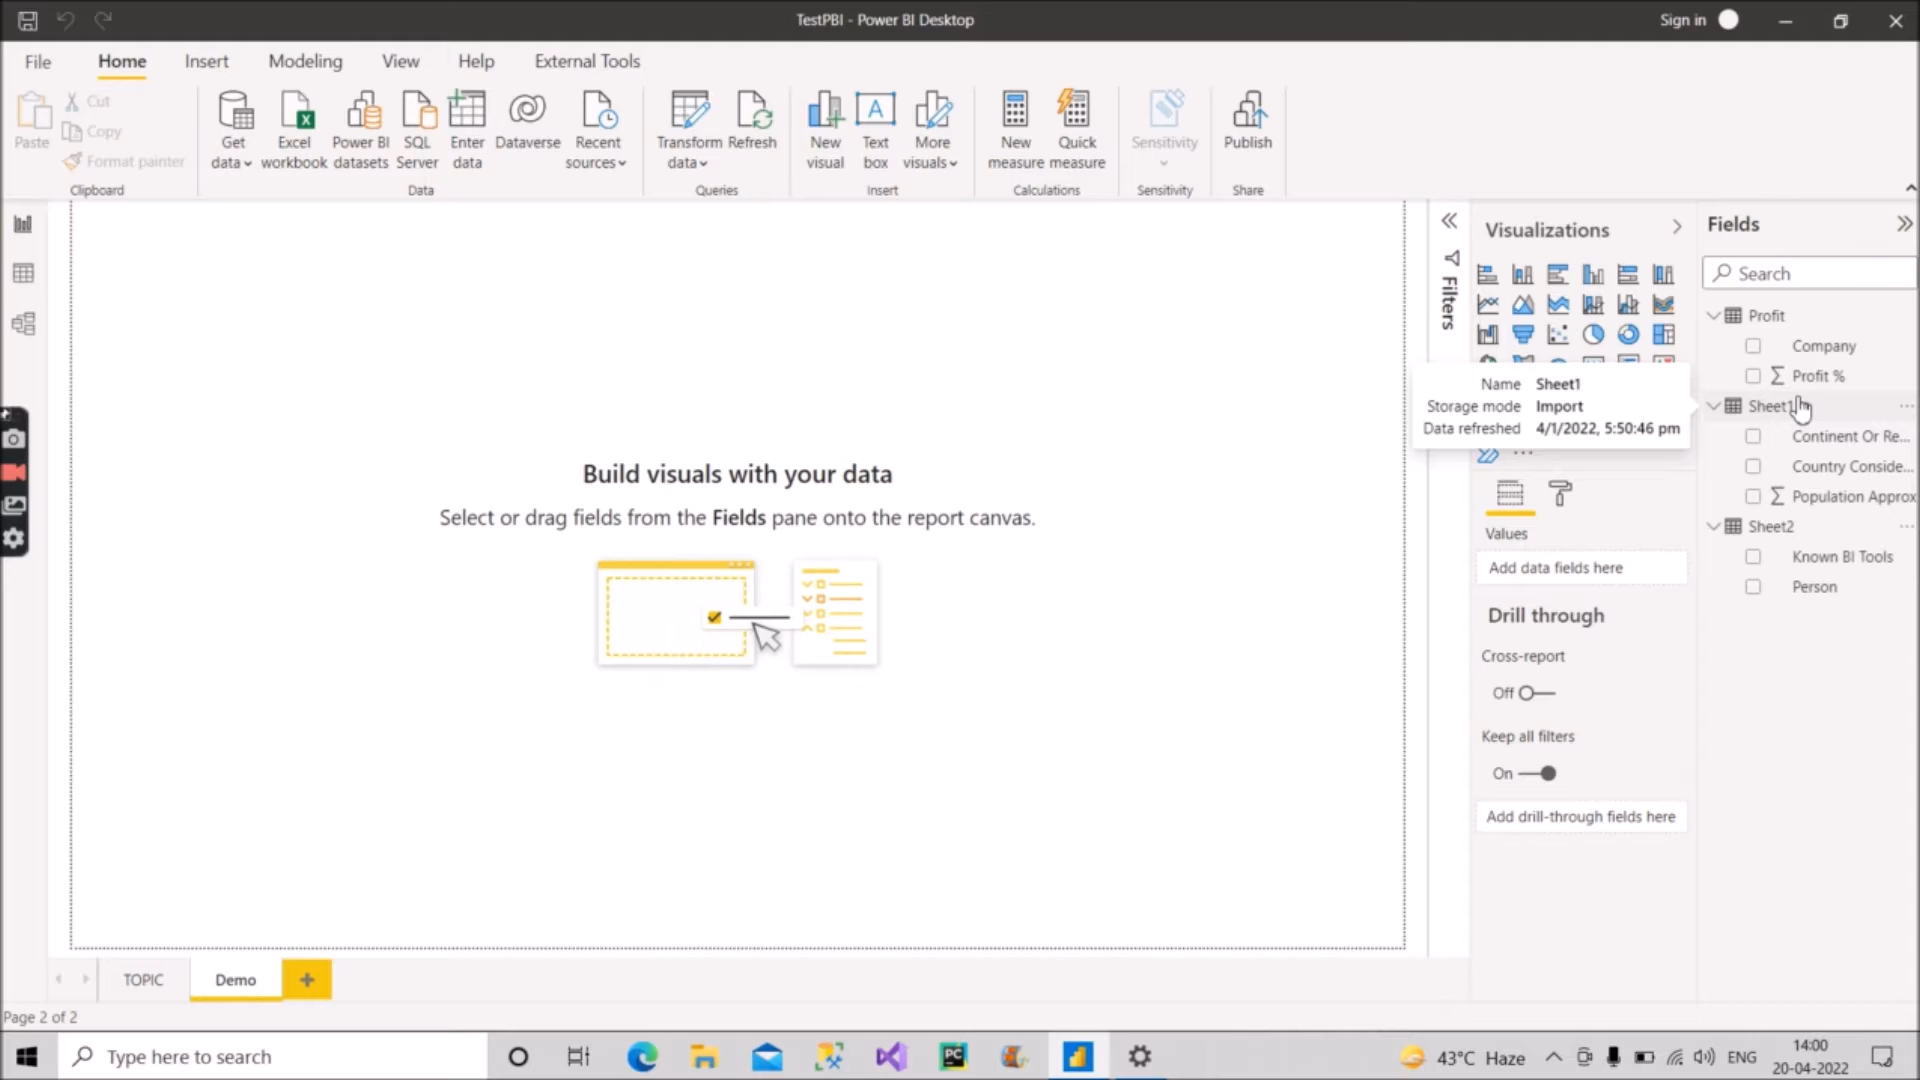 TestPBI - Power BI Desktop
Sign in
File Home Insert Modeling View Help External Tools
Paste
Cut
Copy
Format painter
Clipboard
Get data
Excel workbook
Power BI datasets
SQL Server
Enter data
Dataverse
Recent sources
Data
Transform data
Refresh
Queries
New visual
Text box
More visuals
Insert
New measure
Quick measure
Calculations
Sensitivity
Sensitivity
Publish
Share
Build visuals with your data
Select or drag fields from the Fields pane onto the report canvas.
Filters
Visualizations
Name Sheet1
Storage mode Import
Data refreshed 4/1/2022, 5:50:46 pm
Values
Add data fields here
Drill through
Cross-report
Off
Keep all filters
On
Add drill-through fields here
Fields
Search
Profit
Company
Profit %
Sheet1
Continent Or Re...
Country Conside...
Population Approx
Sheet2
Known BI Tools
Person
TOPIC Demo +
Page 2 of 2
Type here to search
PC
43°C Haze
ENG
14:00
20-04-2022